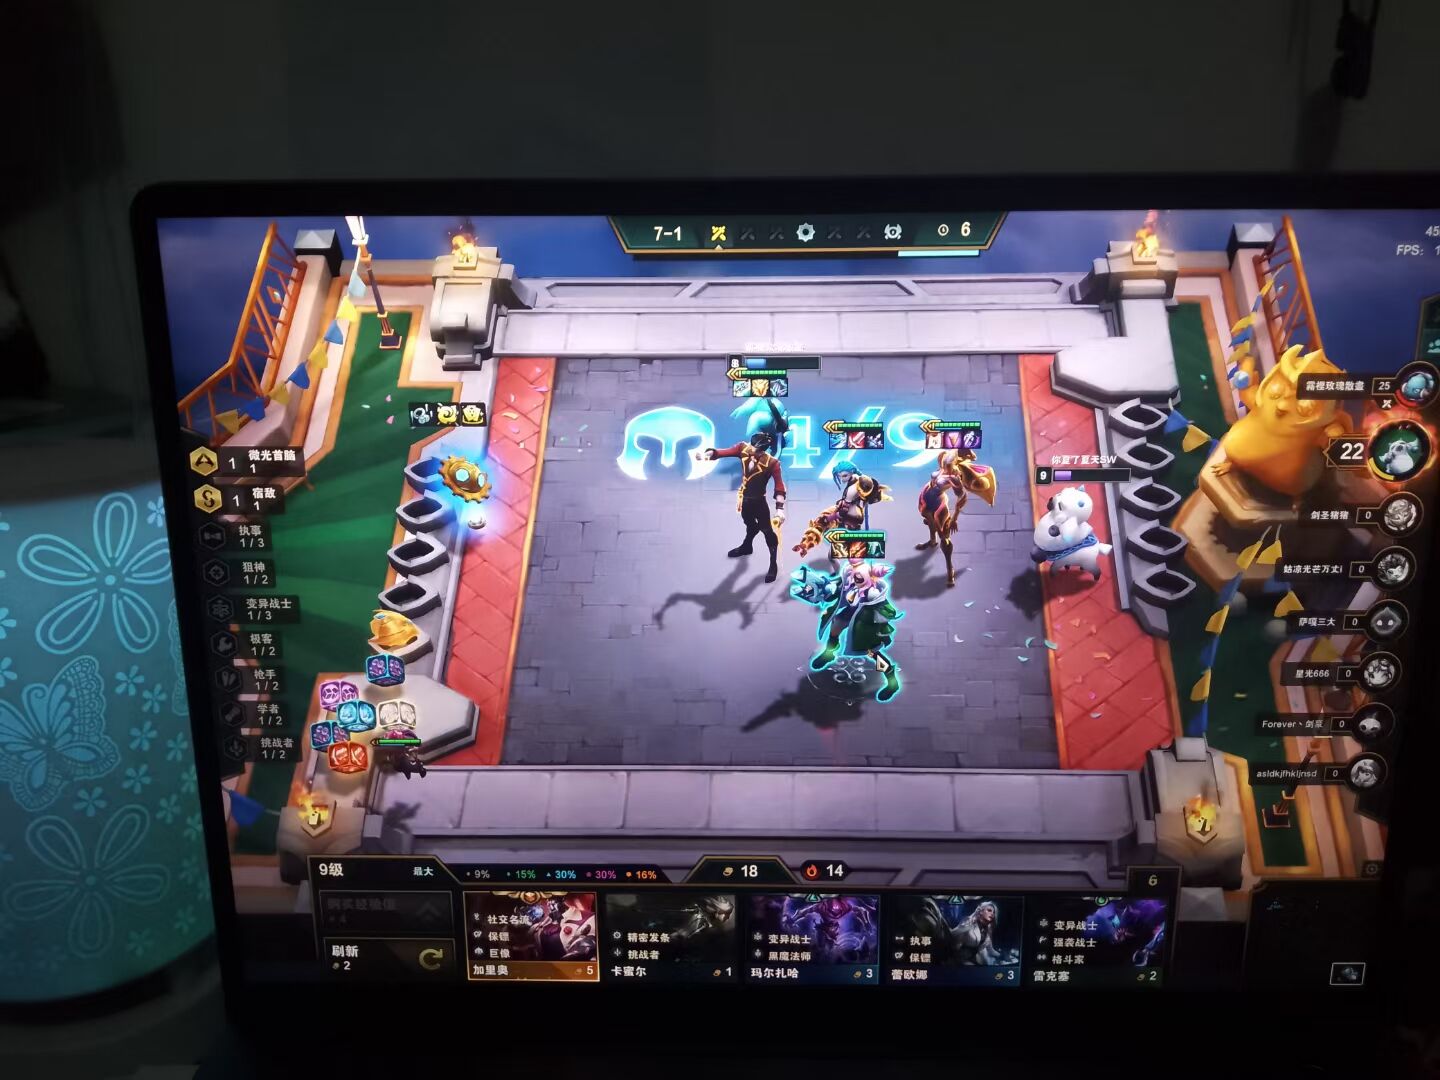 7-1
6
FPS:
4/9
8
9
你夏了夏天SW
霜橙玫瑰散盡 25
22
剑圣猪猪 0
姑凉光芒万丈i 0
萨嘎三大 0
星光666 0
Forever丶剑豪 0
asldkjfhkljnsd 0
1 微光首脑
1
1 宿敌
1
执事
1 / 3
狙神
1 / 2
变异战士
1 / 3
极客
1 / 2
枪手
1 / 2
学者
1 / 2
挑战者
1 / 2
9级 最大
9% 15% 30% 30% 16%
18
14
6
购买经验值
4
刷新
2
社交名流
保镖
巨像
加里奥 5
精密发条
挑战者
卡蜜尔 1
变异战士
黑魔法师
玛尔扎哈 3
执事
保镖
蕾欧娜 3
变异战士
强袭战士
格斗家
雷克塞 2